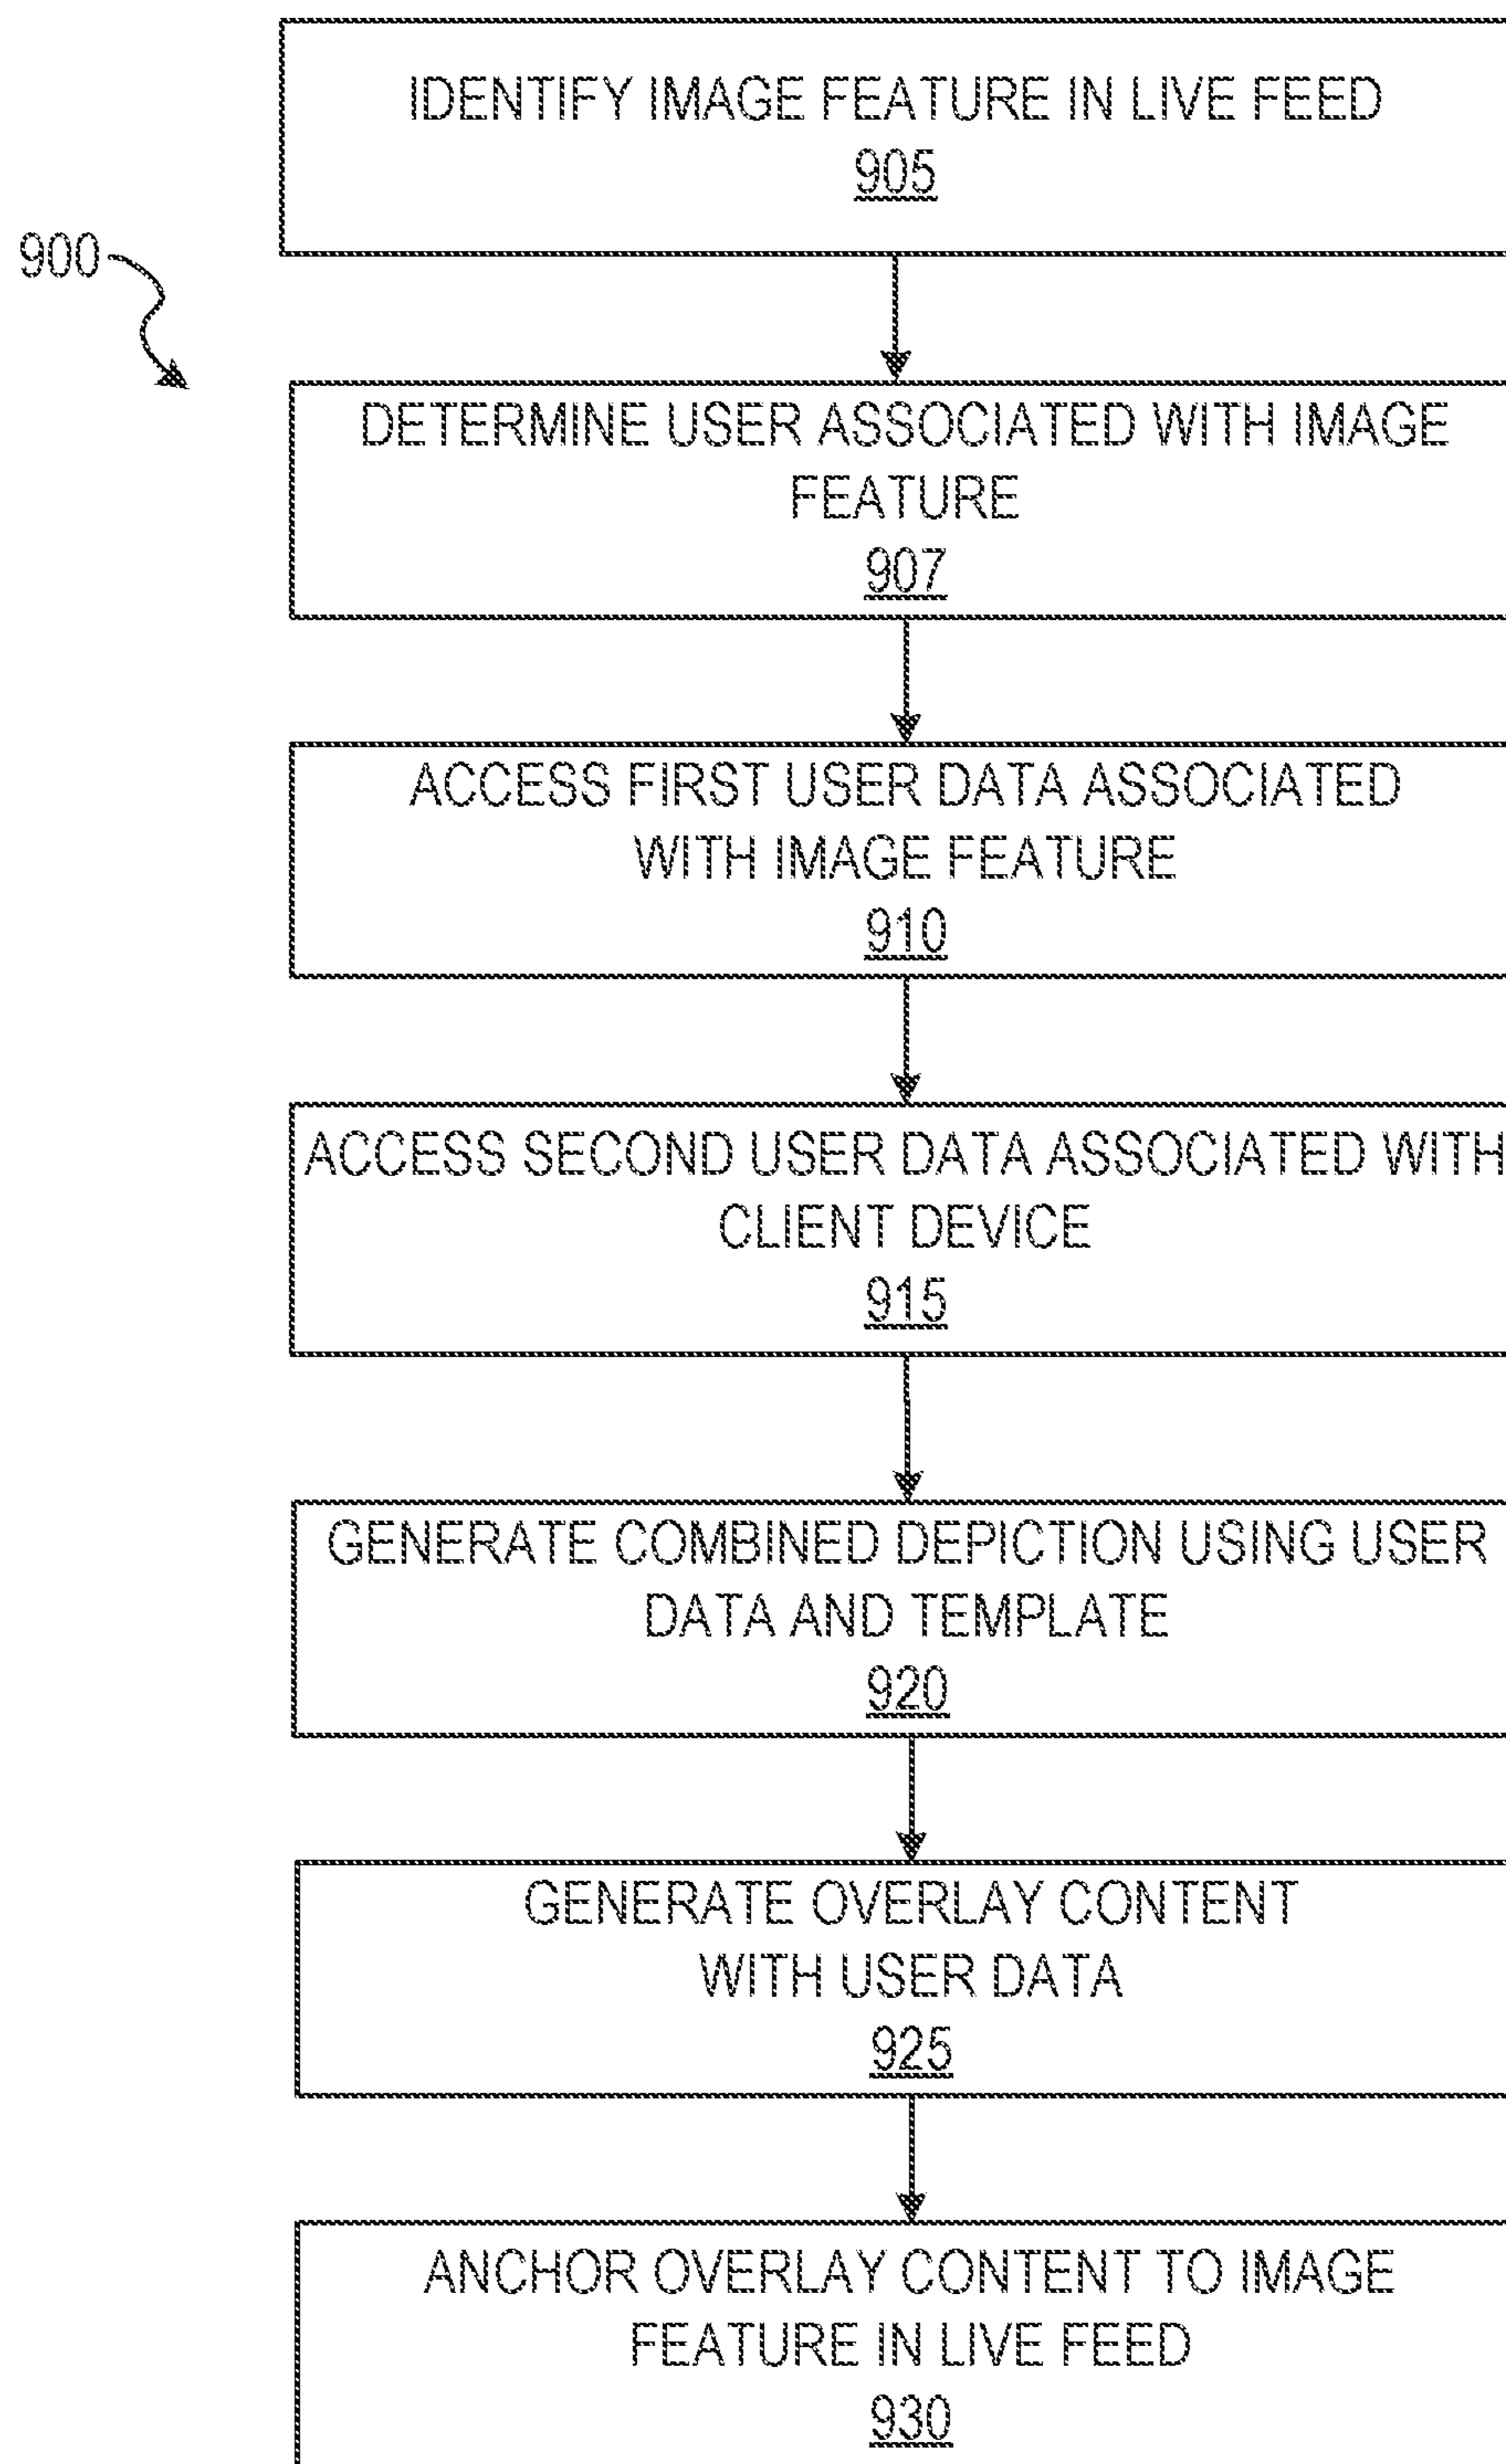 IDENTIFY IMAGE FEATURE IN LIVE FEED
905
900
DETERMINE USER ASSOCIATED WITH IMAGE
FEATURE
907
ACCESS FIRST USER DATA ASSOCIATED
WITH IMAGE FEATURE
910
ACCESS SECOND USER DATA ASSOCIATED WITH
CLIENT DEVICE
915
GENERATE COMBINED DEPICTION USING USER
DATA AND TEMPLATE
920
GENERATE OVERLAY CONTENT
WITH USER DATA
925
ANCHOR OVERLAY CONTENT TO IMAGE
FEATURE IN LIVE FEED
930